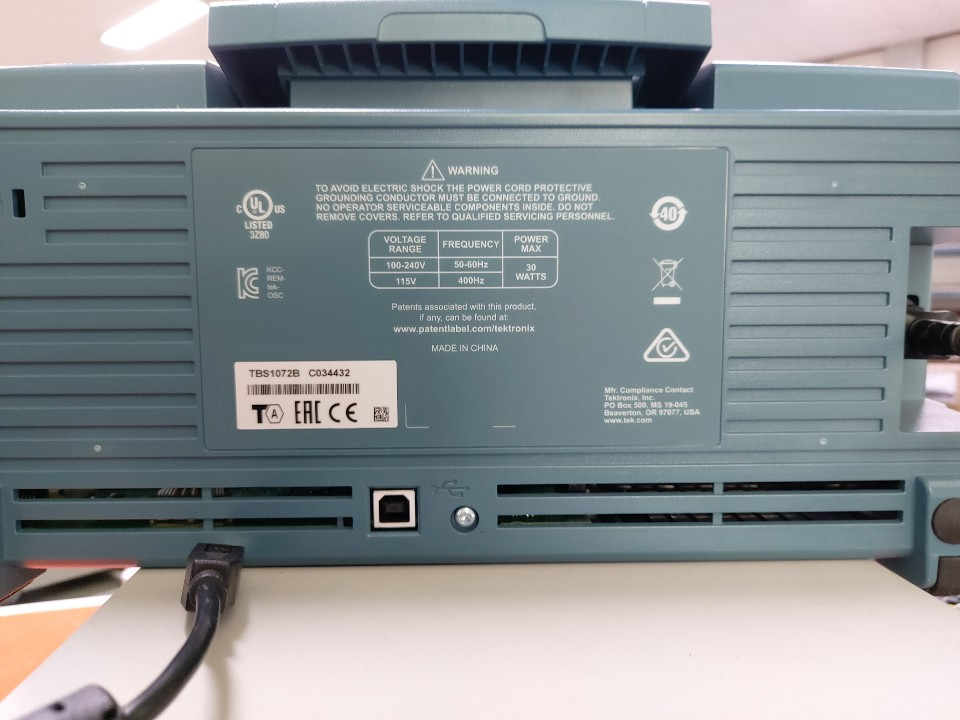 WARNING
TO AVOID ELECTRIC SHOCK THE POWER CORD PROTECTIVE
GROUNDING CONDUCTOR MUST BE CONNECTED TO GROUND.
NO OPERATOR SERVICEABLE COMPONENTS INSIDE. DO NOT
REMOVE COVERS. REFER TO QUALIFIED SERVICING PERSONNEL.
C UL US
LISTED
3Z80
40
VOLTAGE RANGE FREQUENCY POWER MAX
100-240V 50-60Hz 30 WATTS
115V 400Hz
KCC-
REM-
tek-
OSC
Patents associated with this product,
if any, can be found at:
www.patentlabel.com/tektronix
MADE IN CHINA
TBS1072B C034432
T A EAC CE
Mfr. Compliance Contact
Tektronix, Inc.
PO Box 500, MS 19-045
Beaverton, OR 97077, USA
www.tek.com